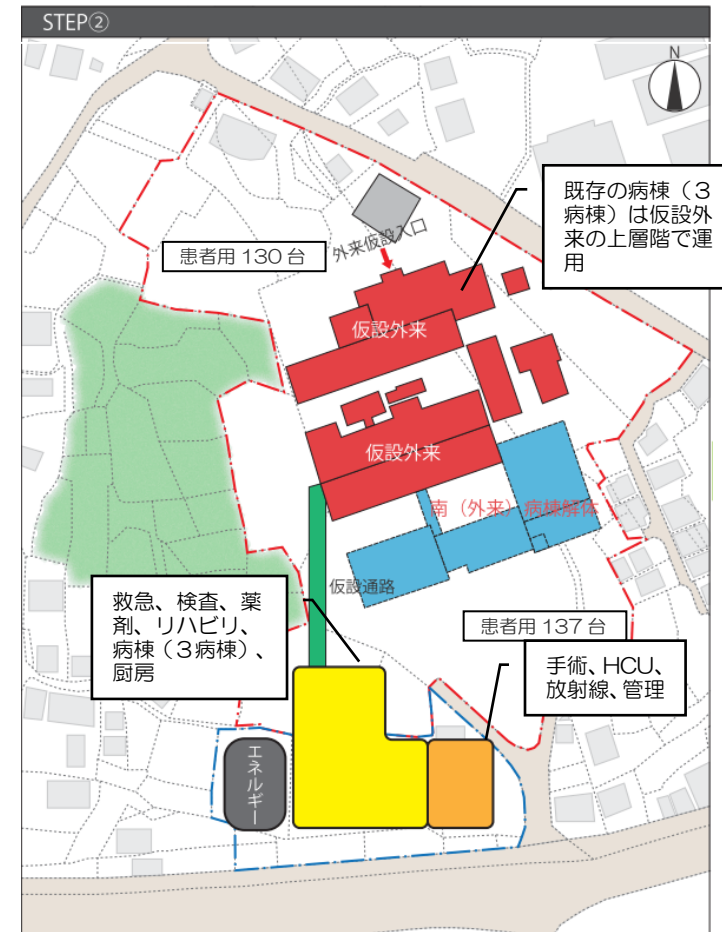 STEP②
N
既存の病棟（3
病棟）は仮設外
来の上層階で運
用
外来仮設入口
患者用 130 台
仮設外来
仮設外来
南（外来）病棟解体
仮設通路
救急、検査、薬
剤、リハビリ、
病棟（3病棟）、
厨房
患者用 137 台
手術、HCU、
放射線、管理
エネルギー